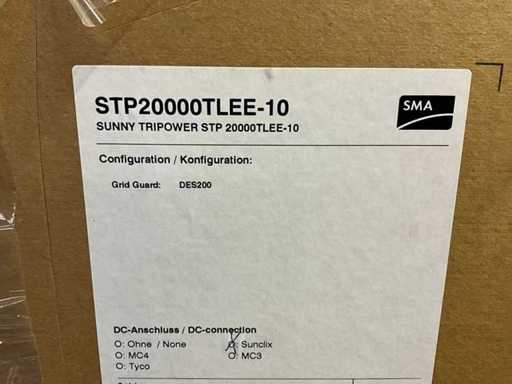 STP20000TLEE-10
SMA
SUNNY TRIPOWER STP 20000TLEE-10
Configuration / Konfiguration:
Grid Guard: DES200
DC-Anschluss / DC-connection
O: Ohne / None O: Sunclix
O: MC4 O: MC3
O: Tyco